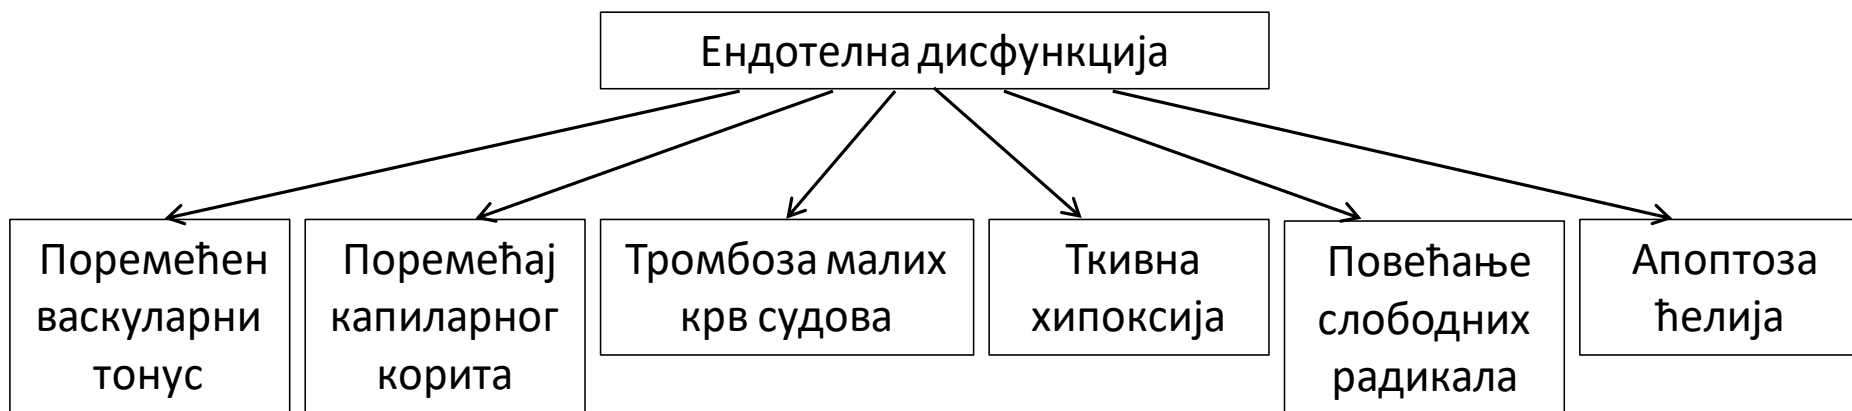 Ендотелна дисфункција
Поремећен
васкуларни
тонус
Поремећај
капиларног
корита
Тромбоза малих
крв судова
Ткивна
хипоксија
Повећање
слободних
радикала
Апоптоза
ћелија